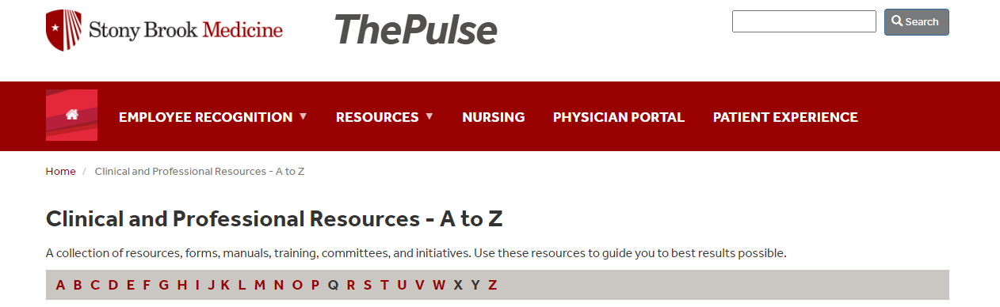 Stony Brook Medicine
ThePulse
Search
EMPLOYEE RECOGNITION ▼ RESOURCES ▼ NURSING PHYSICIAN PORTAL PATIENT EXPERIENCE
Home / Clinical and Professional Resources - A to Z
Clinical and Professional Resources - A to Z
A collection of resources, forms, manuals, training, committees, and initiatives. Use these resources to guide you to best results possible.
A B C D E F G H I J K L M N O P Q R S T U V W X Y Z